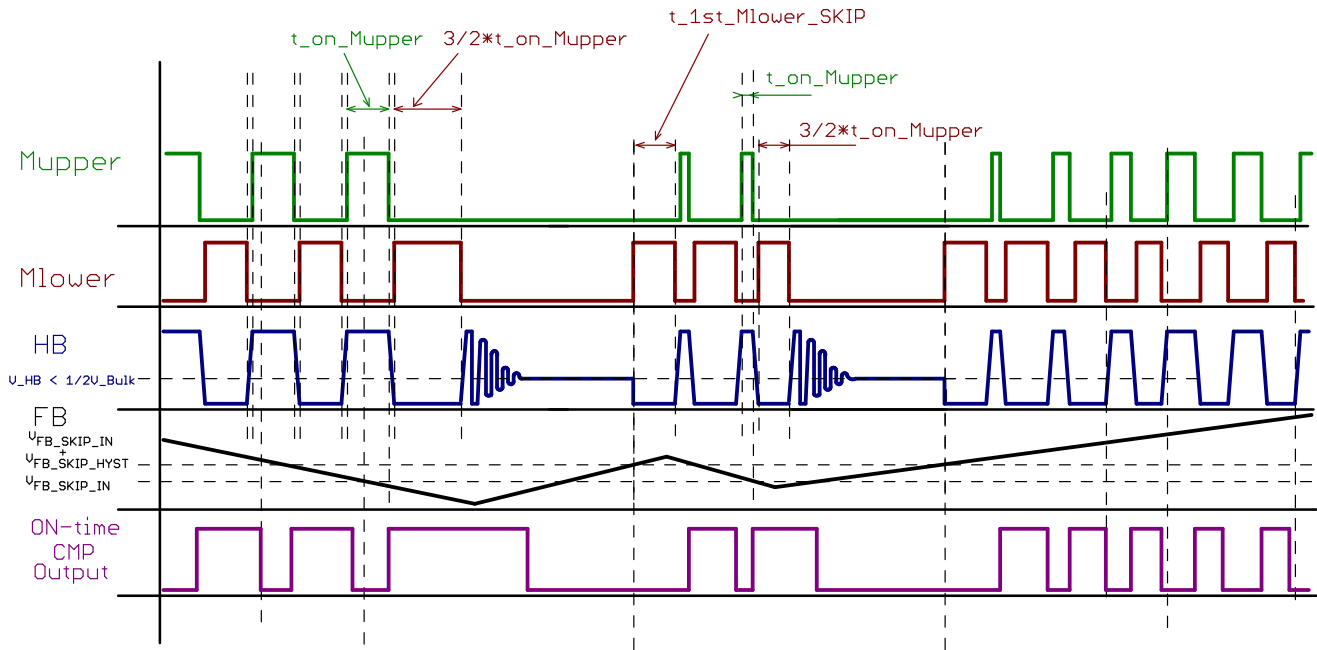 t_1st_Mlower_SKIP
t_on_Mupper
3/2*t_on_Mupper
t_on_Mupper
3/2*t_on_Mupper
Mupper
Mlower
HB
V_HB < 1/2V_Bulk
FB
VFB_SKIP_IN
+
VFB_SKIP_HYST
VFB_SKIP_IN
ON-time
CMP
Output